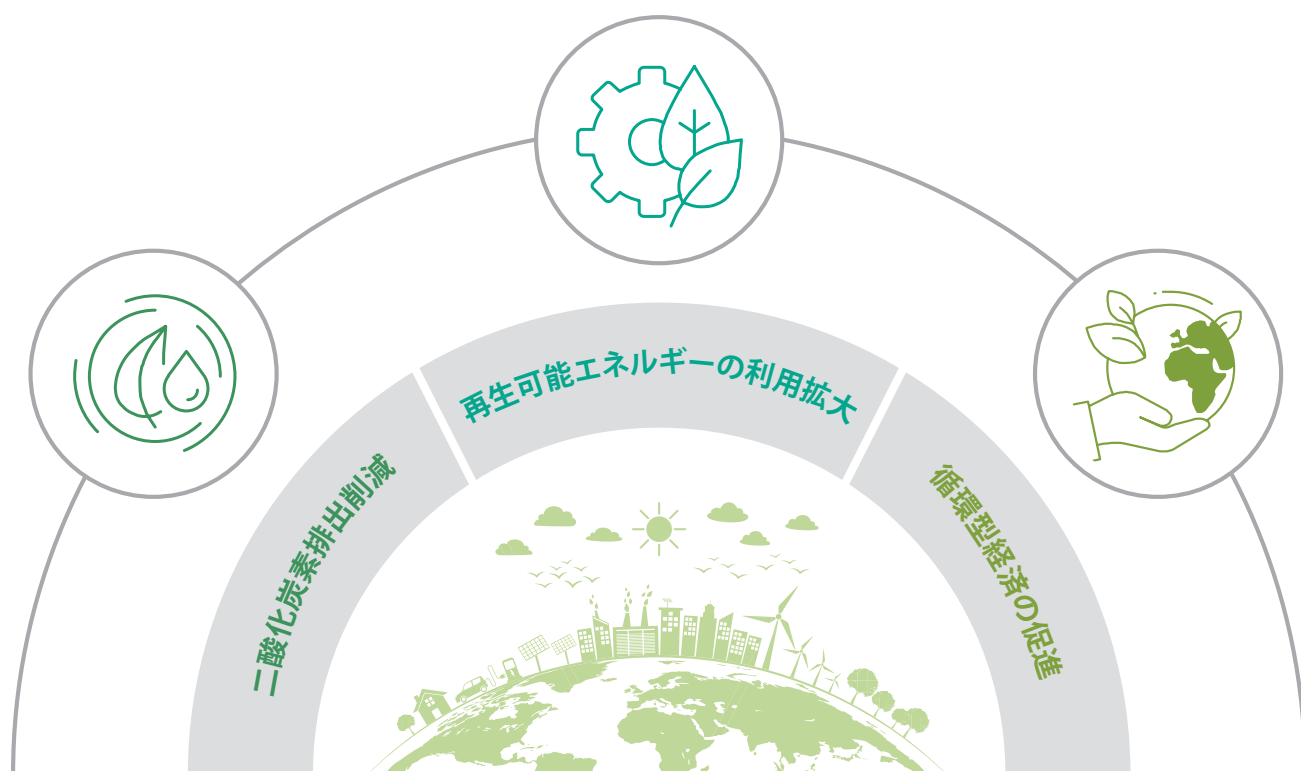 二酸化炭素排出削減
再生可能エネルギーの利用拡大
循環型経済の促進